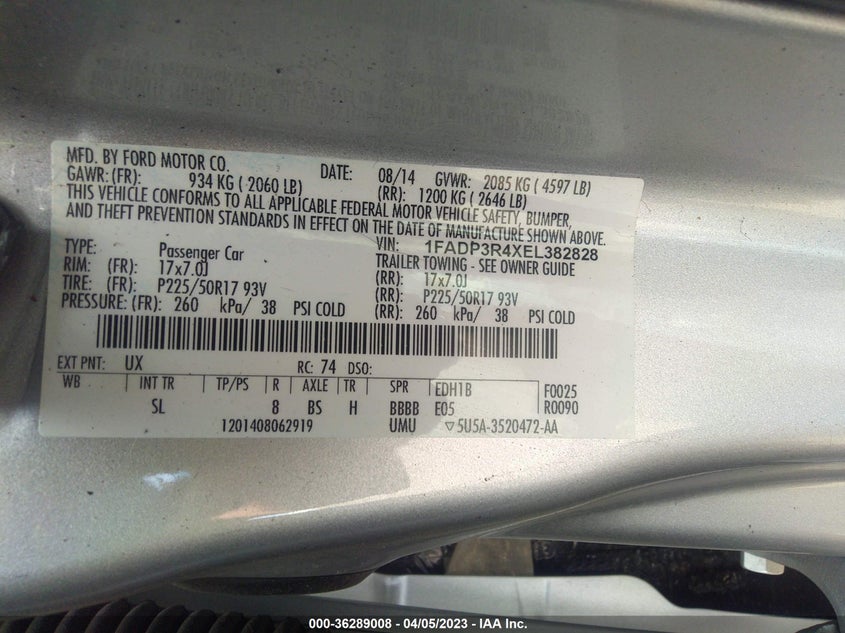 MFD. BY FORD MOTOR CO. DATE: 08/14 GVWR: 2085 KG ( 4597 LB)
GAWR: (FR): 934 KG ( 2060 LB) (RR): 1200 KG ( 2646 LB)
THIS VEHICLE CONFORMS TO ALL APPLICABLE FEDERAL MOTOR VEHICLE SAFETY, BUMPER,
AND THEFT PREVENTION STANDARDS IN EFFECT ON THE DATE OF MANUFACTURE SHOWN ABOVE.
VIN: 1FADP3R4XEL382828
TYPE: Passenger Car TRAILER TOWING - SEE OWNER GUIDE
RIM: (FR): 17x7.0J (RR): 17x7.0J
TIRE: (FR): P225/50R17 93V (RR): P225/50R17 93V
PRESSURE: (FR): 260 kPa/ 38 PSI COLD (RR): 260 kPa/ 38 PSI COLD
EXT PNT: UX RC: 74 DSO:
WB INT TR TP/PS R AXLE TR SPR EDH1B F0025
SL 8 BS H BBBB E05 R0090
1201408062919 UMU ▽5U5A-3520472-AA
000-36289008 - 04/05/2023 - IAA Inc.